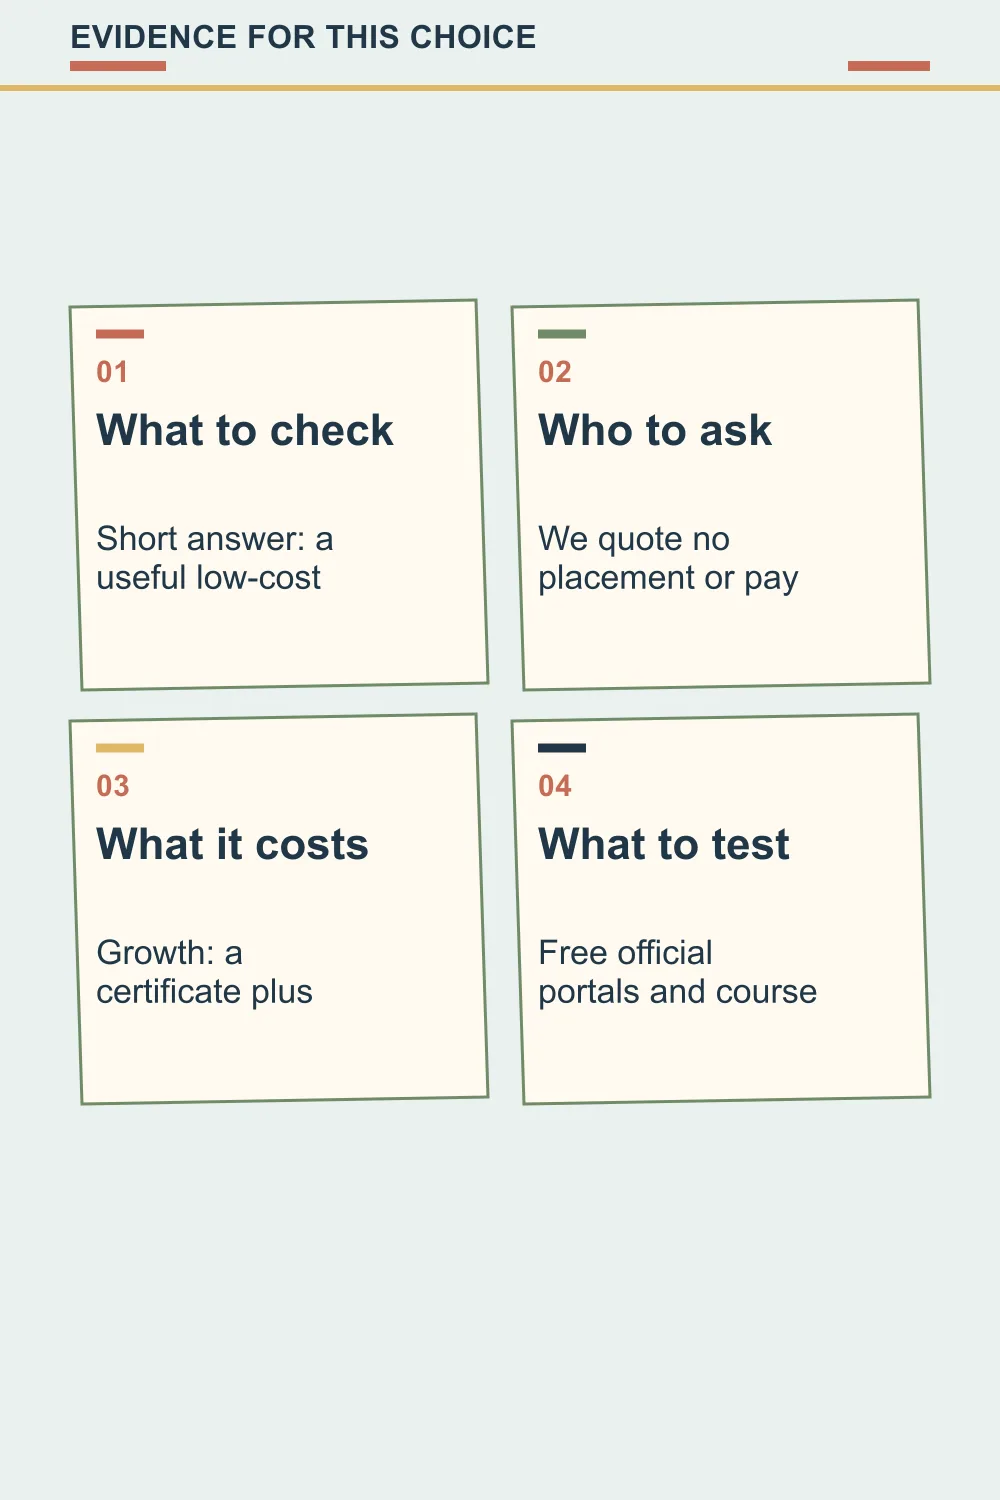 EVIDENCE FOR THIS CHOICE
01
What to check
Short answer: a
useful low-cost
02
Who to ask
We quote no
placement or pay
03
What it costs
Growth: a
certificate plus
04
What to test
Free official
portals and course